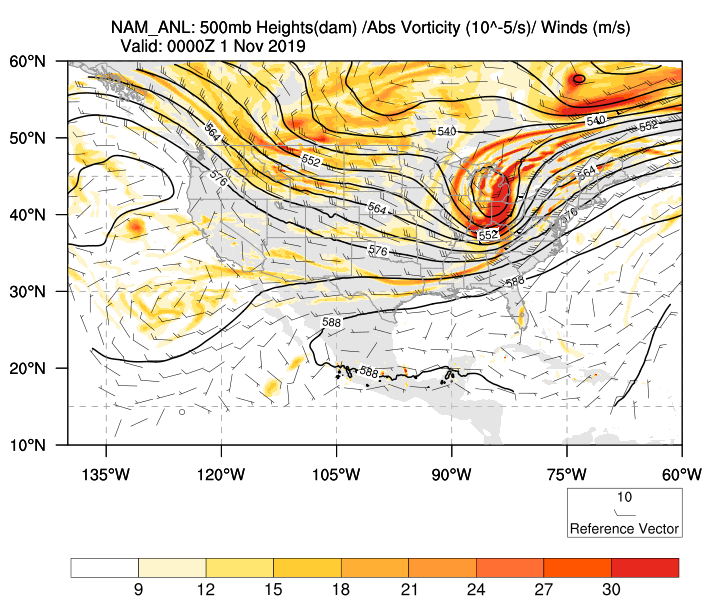 NAM_ANL: 500mb Heights(dam) /Abs Vorticity (10^-5/s)/ Winds (m/s)
Valid: 0000Z 1 Nov 2019
60°N
540
540
552
50°N
564
552
564
576
40°N
564
576
552
576
30°N
588
588
20°N
588
10°N
135°W 120°W 105°W 90°W 75°W 60°W
10
Reference Vector
9 12 15 18 21 24 27 30